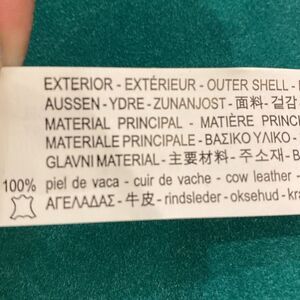 EXTERIOR - EXTÉRIEUR - OUTER SHELL -
AUSSEN - YDRE - ZUNANJOST - 面料 - 겉감
MATERIAL PRINCIPAL - MATIÈRE PRINC
MATERIALE PRINCIPALE - ΒΑΣΙΚΟ ΥΛΙΚΟ -
GLAVNI MATERIAL - 主要材料 - 주소재 - B
100% piel de vaca - cuir de vache - cow leather -
ΑΓΕΛΑΔΑΣ - 牛皮 - rindsleder - oksehud - kra